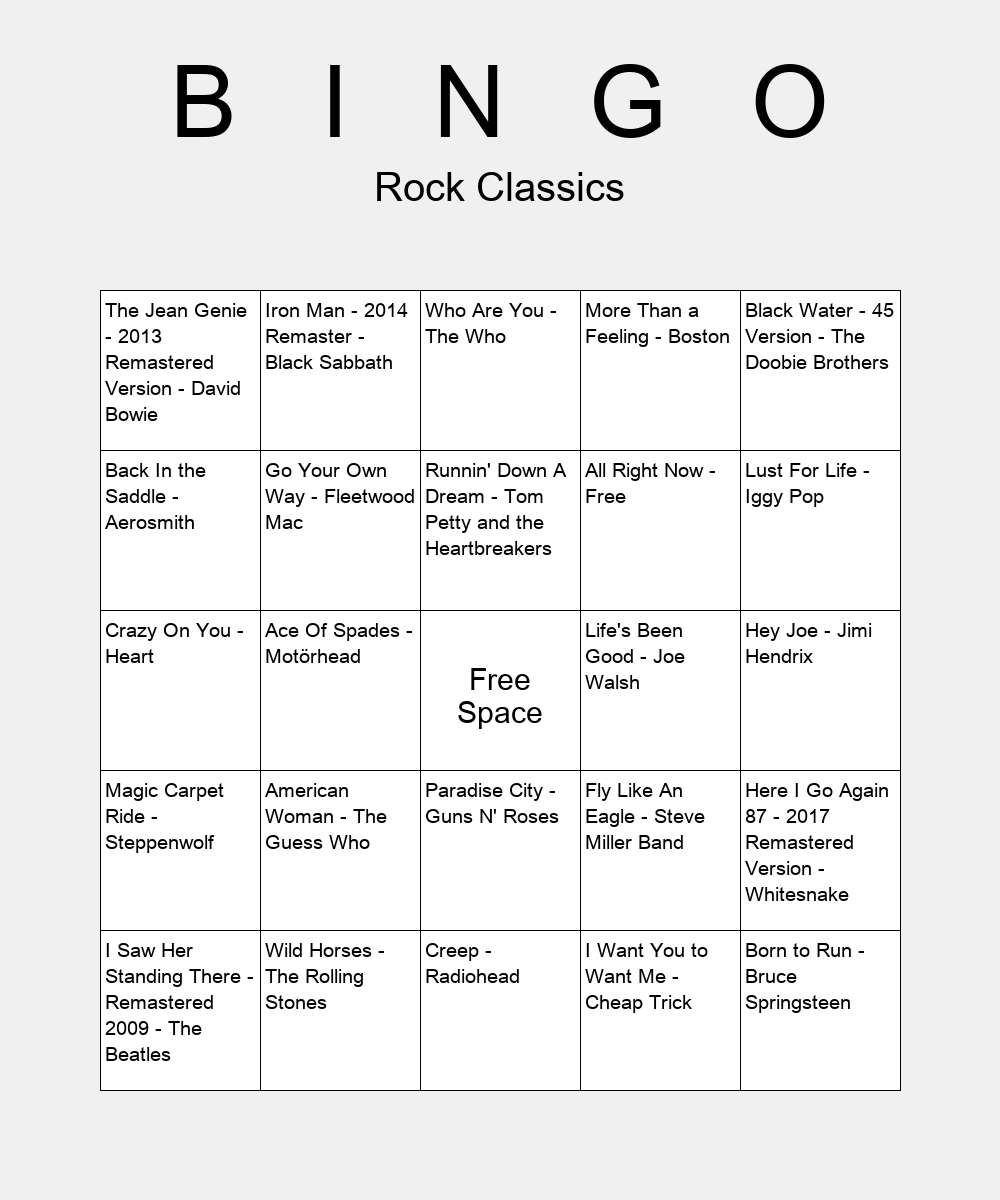 B I N G O
Rock Classics
The Jean Genie
- 2013
Remastered
Version - David
Bowie
Iron Man - 2014
Remaster -
Black Sabbath
Who Are You -
The Who
More Than a
Feeling - Boston
Black Water - 45
Version - The
Doobie Brothers
Back In the
Saddle -
Aerosmith
Go Your Own
Way - Fleetwood
Mac
Runnin' Down A
Dream - Tom
Petty and the
Heartbreakers
All Right Now -
Free
Lust For Life -
Iggy Pop
Crazy On You -
Heart
Ace Of Spades -
Motörhead
Free
Space
Life's Been
Good - Joe
Walsh
Hey Joe - Jimi
Hendrix
Magic Carpet
Ride -
Steppenwolf
American
Woman - The
Guess Who
Paradise City -
Guns N' Roses
Fly Like An
Eagle - Steve
Miller Band
Here I Go Again
87 - 2017
Remastered
Version -
Whitesnake
I Saw Her
Standing There -
Remastered
2009 - The
Beatles
Wild Horses -
The Rolling
Stones
Creep -
Radiohead
I Want You to
Want Me -
Cheap Trick
Born to Run -
Bruce
Springsteen